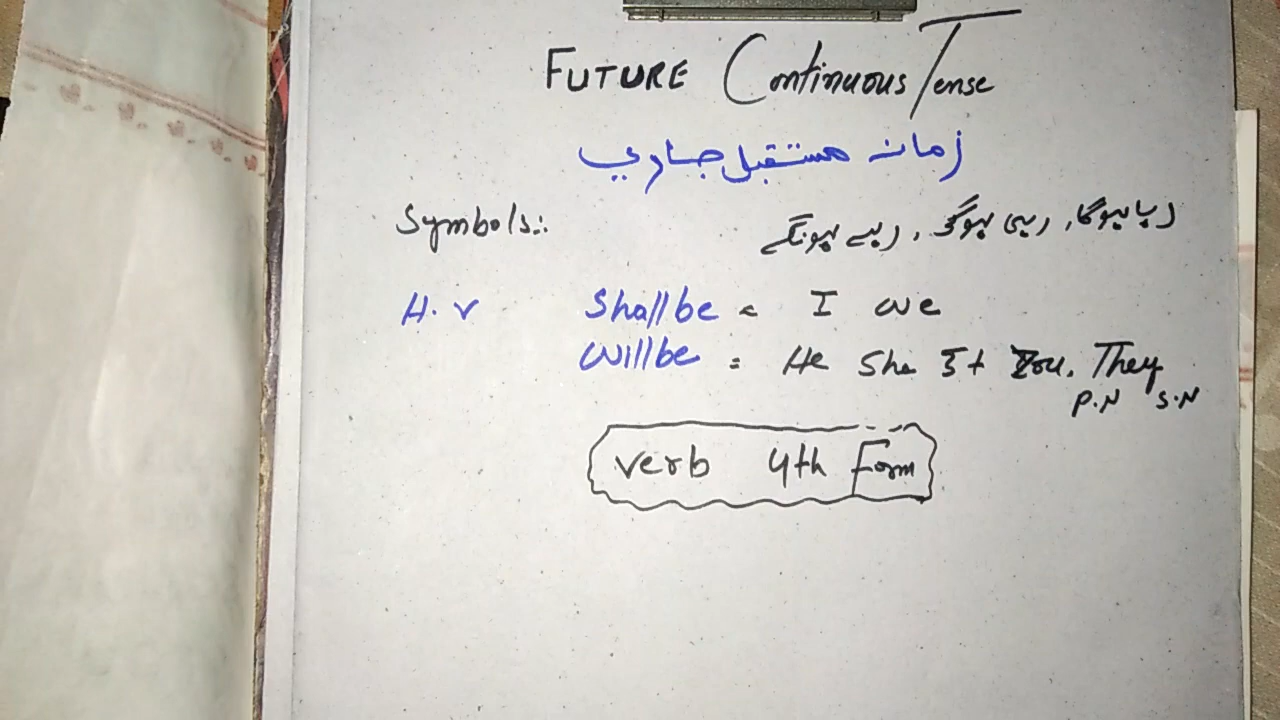 FUTURE Continuous Tense
زمانہ مستقبل جاری
Symbols:. رہا ہوگا، رہی ہوگی، رہے ہونگے
H. v Shall be = I we
Will be = He She It You. They
P.N S.N
verb 4th form